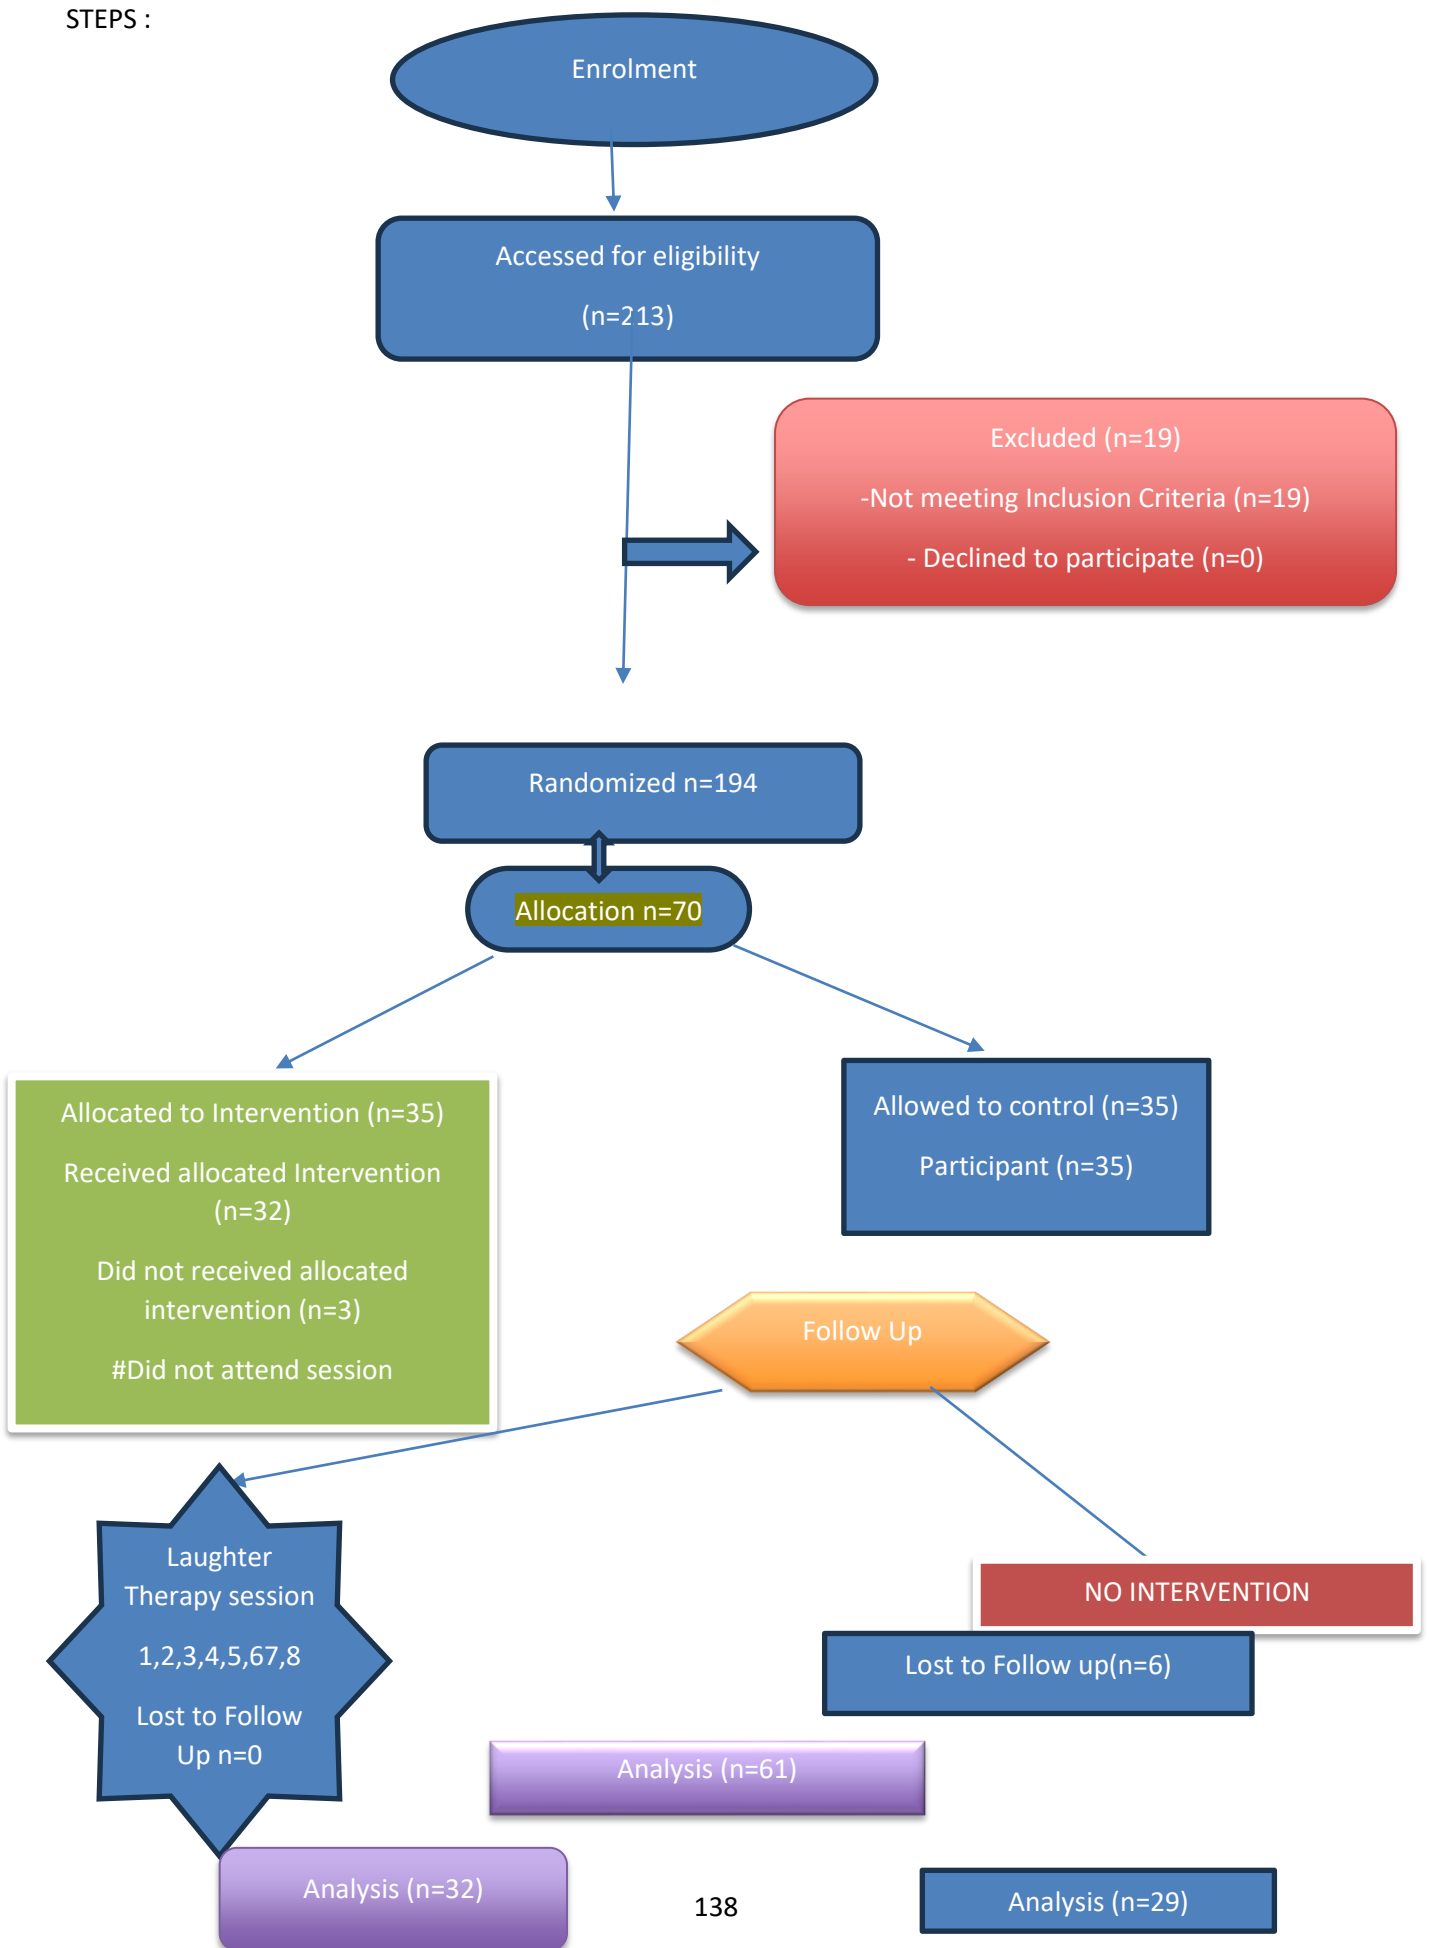 STEPS :
Enrolment
Accessed for eligibility
(n=213)
Excluded (n=19)
-Not meeting Inclusion Criteria (n=19)
- Declined to participate (n=0)
Randomized n=194
Allocation n=70
Allocated to Intervention (n=35)
Received allocated Intervention
(n=32)
Did not received allocated
intervention (n=3)
#Did not attend session
Allowed to control (n=35)
Participant (n=35)
Follow Up
Laughter
Therapy session
1,2,3,4,5,67,8
Lost to Follow
Up n=0
NO INTERVENTION
Lost to Follow up(n=6)
Analysis (n=61)
Analysis (n=32)
138
Analysis (n=29)